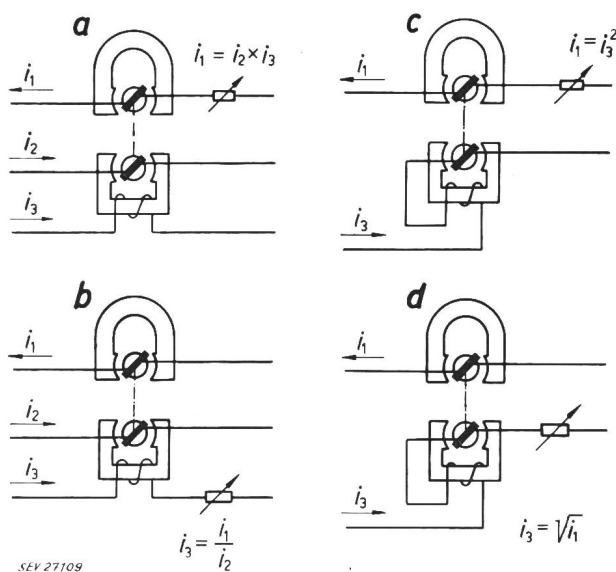 a
i₁
i₁ = i₂ × i₃
i₂
i₃
b
i₁
i₂
i₃
i₃ = i₁ / i₂
SEV 27109
c
i₁
i₁ = i₃²
i₃
d
i₁
i₃
i₃ = √i₁